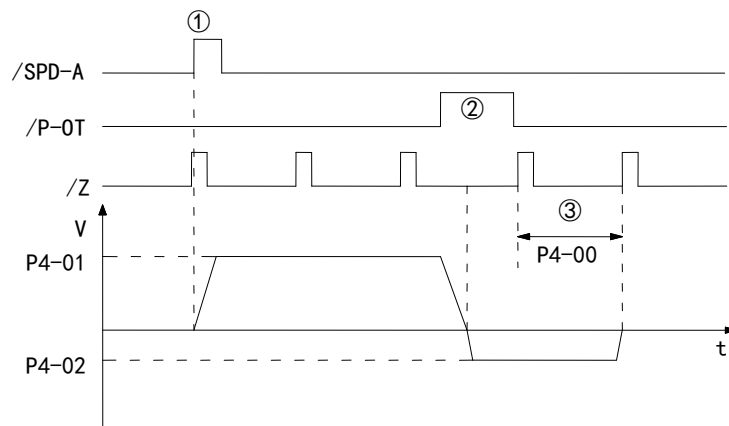 ①
/SPD-A
②
/P-OT
/Z
③
V
P4-00
P4-01
t
P4-02